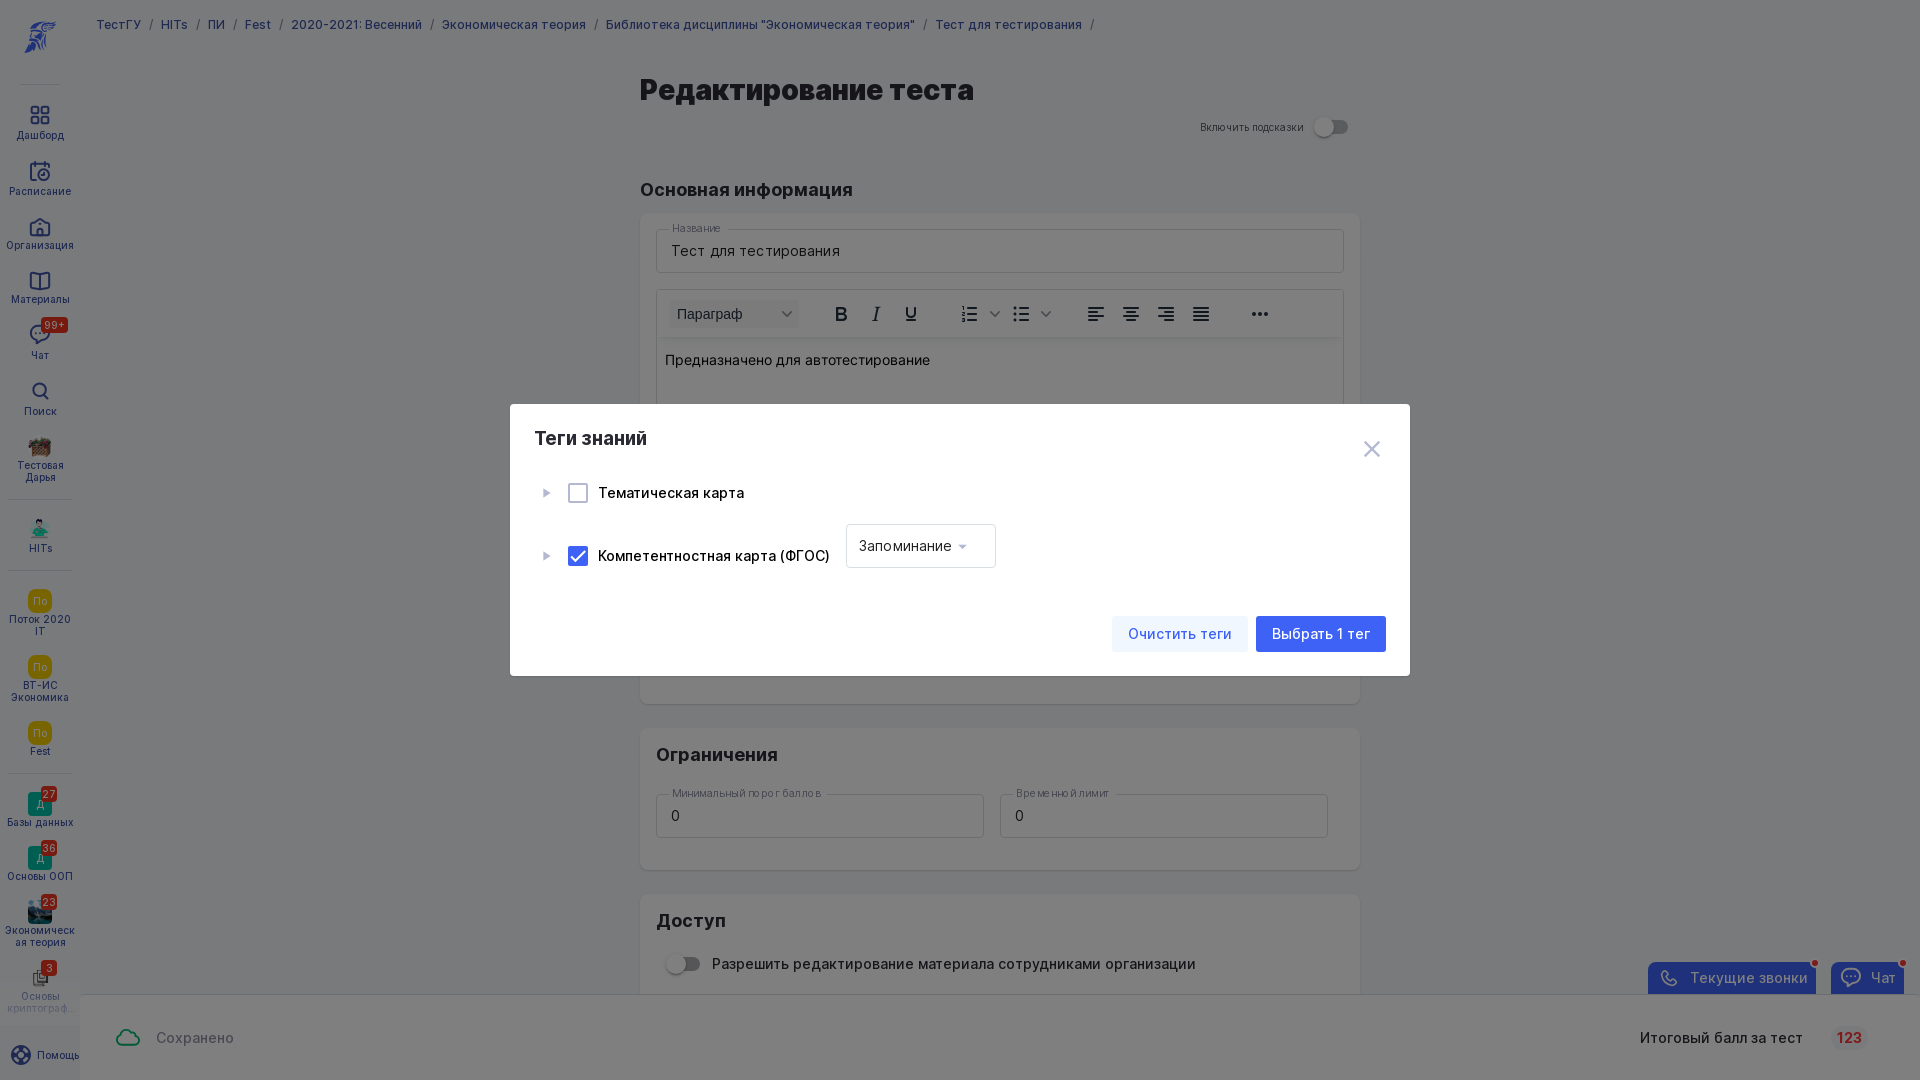 ТестГУ / HITs / ПИ / Fest / 2020-2021: Весенний / Экономическая теория / Библиотека дисциплины "Экономическая теория" / Тест для тестирования /
Дашборд
Расписание
Организация
Материалы
99+
Чат
Поиск
Тестовая
Дарья
HITs
По
Поток 2020
IT
По
ВТ-ИС
Экономика
По
Fest
27
Д
Базы данных
36
Д
Основы ООП
23
Экономическ
ая теория
3
Основы
криптограф...
Помощь
Редактирование теста
Включить подсказки
Основная информация
Название
Тест для тестирования
Параграф
Предназначено для автотестирование
Теги знаний
Тематическая карта
Компетентностная карта (ФГОС)
Запоминание
Очистить теги
Выбрать 1 тег
Ограничения
Минимальный порог баллов
0
Временной лимит
0
Доступ
Разрешить редактирование материала сотрудниками организации
Текущие звонки
Чат
Сохранено
Итоговый балл за тест
123